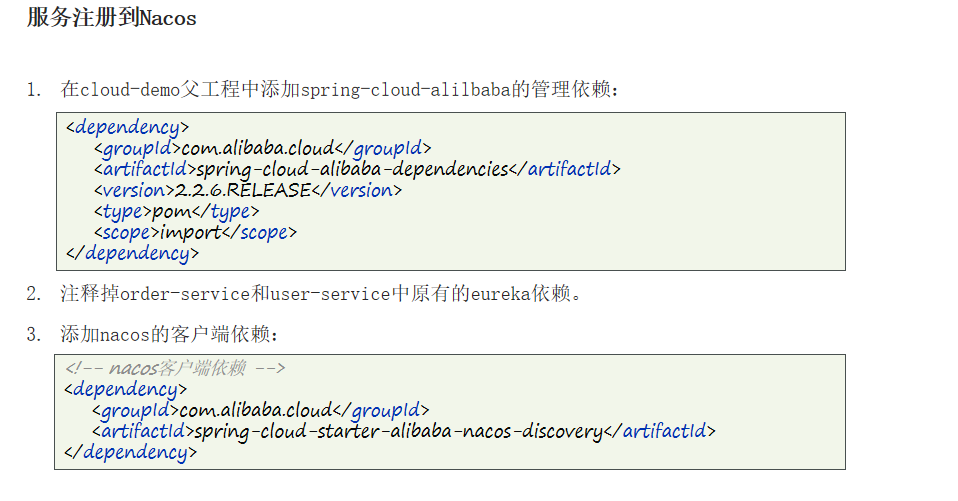 服务注册到Nacos
1. 在cloud-demo父工程中添加spring-cloud-alilbaba的管理依赖：
<dependency>
<groupId>com.alibaba.cloud</groupId>
<artifactId>spring-cloud-alibaba-dependencies</artifactId>
<version>2.2.6.RELEASE</version>
<type>pom</type>
<scope>import</scope>
</dependency>
2. 注释掉order-service和user-service中原有的eureka依赖。
3. 添加nacos的客户端依赖：
<!-- nacos客户端依赖 -->
<dependency>
<groupId>com.alibaba.cloud</groupId>
<artifactId>spring-cloud-starter-alibaba-nacos-discovery</artifactId>
</dependency>